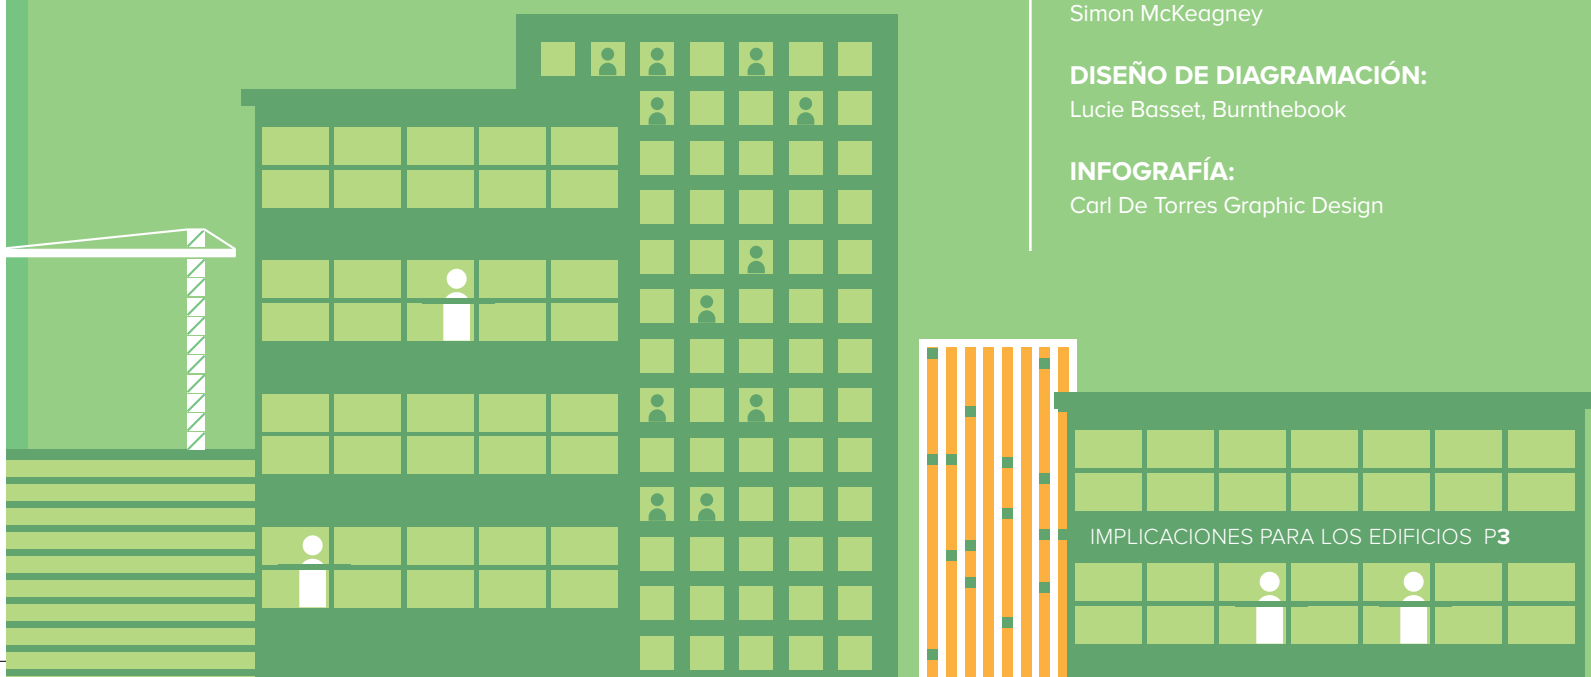 Simon McKeagney
DISEÑO DE DIAGRAMACIÓN:
Lucie Basset, Burnthebook
INFOGRAFÍA:
Carl De Torres Graphic Design
IMPLICACIONES PARA LOS EDIFICIOS P3